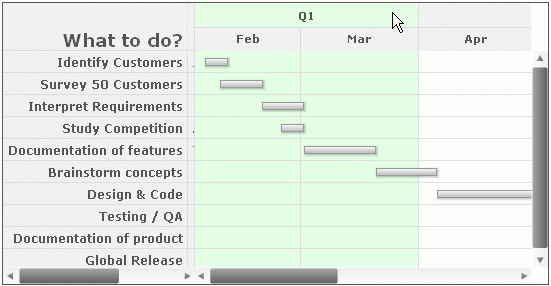 Q1
What to do?
Feb
Mar
Apr
Identify Customers
Survey 50 Customers
Interpret Requirements
Study Competition
Documentation of features
Brainstorm concepts
Design & Code
Testing / QA
Documentation of product
Global Release